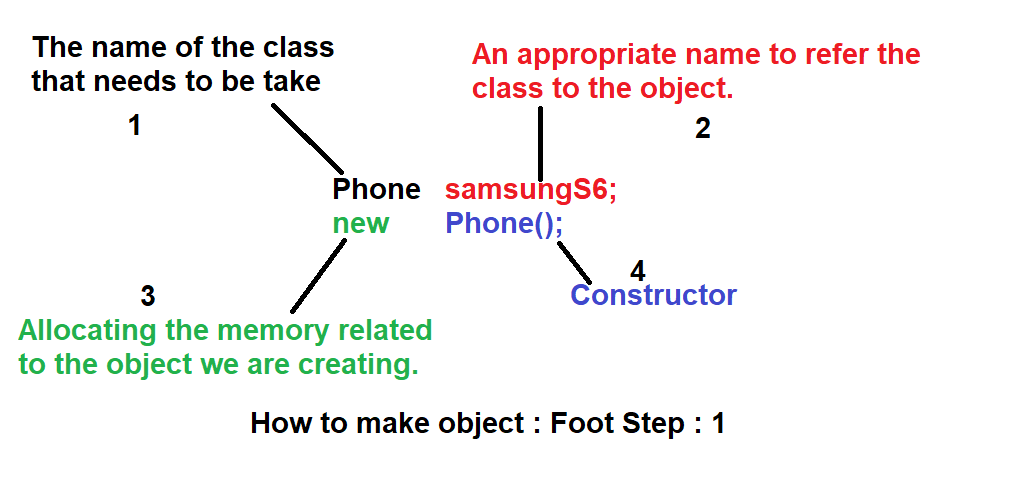 The name of the class
that needs to be take
1
An appropriate name to refer the
class to the object.
2
Phone samsungS6;
new Phone();
3
Allocating the memory related
to the object we are creating.
4
Constructor
How to make object : Foot Step : 1